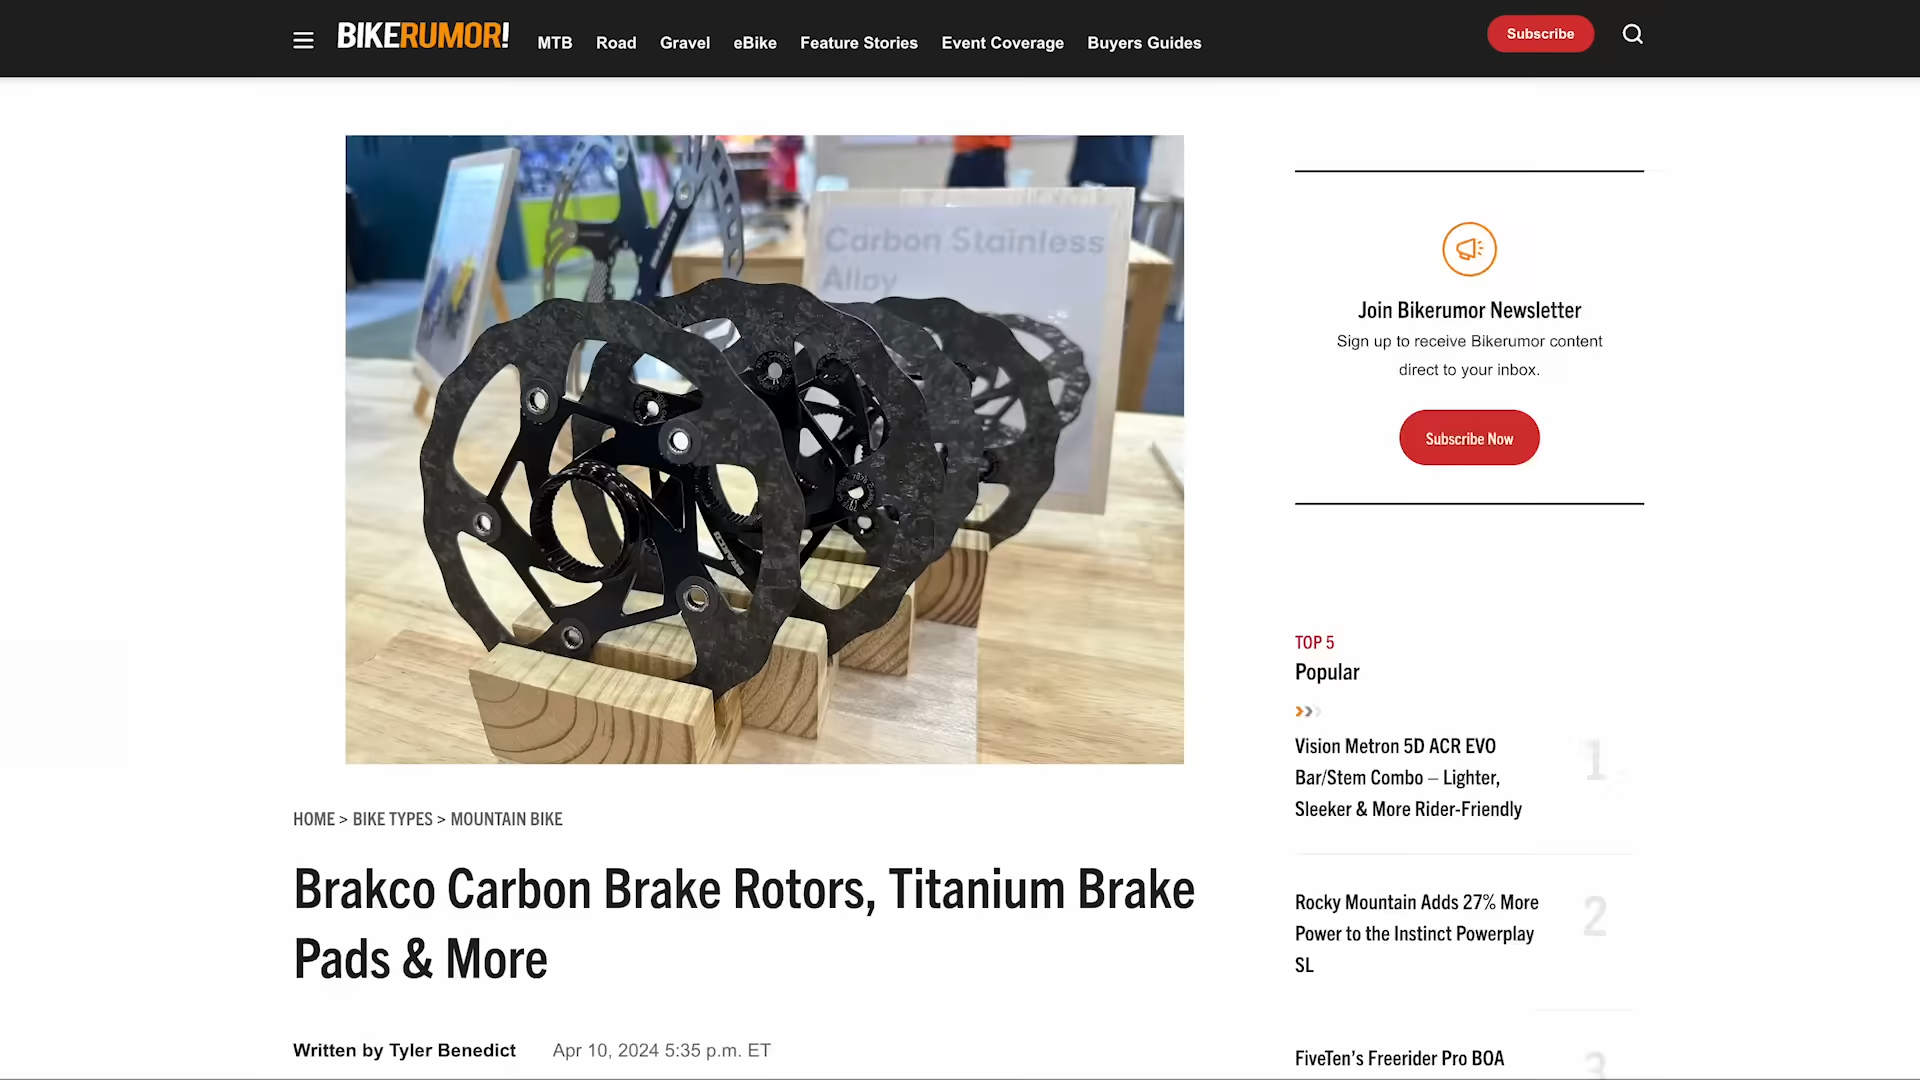 BIKERUMOR!
MTB
Road
Gravel
eBike
Feature Stories
Event Coverage
Buyers Guides
Subscribe
Carbon Stainless
Alloy
BRAKCO
Join Bikerumor Newsletter
Sign up to receive Bikerumor content
direct to your inbox.
Subscribe Now
TOP 5
Popular
Vision Metron 5D ACR EVO
Bar/Stem Combo – Lighter,
Sleeker & More Rider-Friendly
1
Rocky Mountain Adds 27% More
Power to the Instinct Powerplay
SL
2
FiveTen’s Freerider Pro BOA
3
HOME > BIKE TYPES > MOUNTAIN BIKE
Brakco Carbon Brake Rotors, Titanium Brake
Pads & More
Written by Tyler Benedict
Apr 10, 2024 5:35 p.m. ET